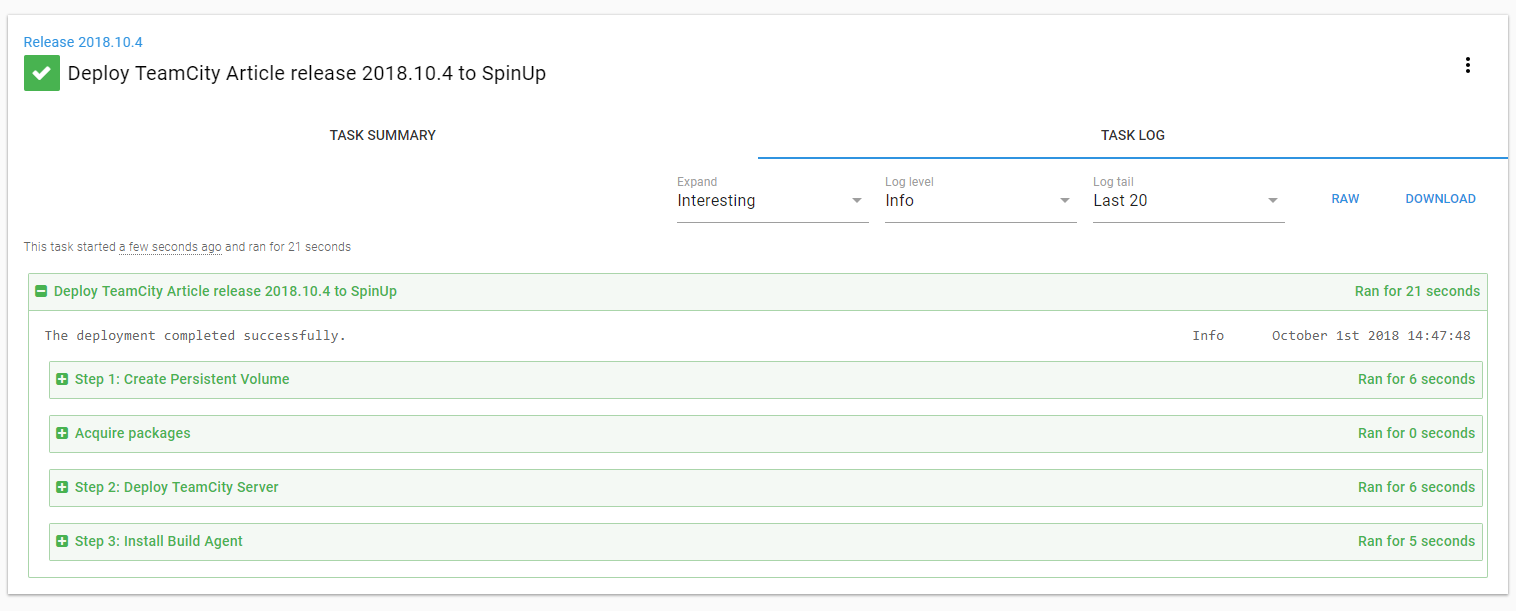 Release 2018.10.4
Deploy TeamCity Article release 2018.10.4 to SpinUp
TASK SUMMARY TASK LOG
Expand Log level Log tail
Interesting Info Last 20 RAW DOWNLOAD
This task started a few seconds ago and ran for 21 seconds
Deploy TeamCity Article release 2018.10.4 to SpinUp Ran for 21 seconds
The deployment completed successfully. Info October 1st 2018 14:47:48
Step 1: Create Persistent Volume Ran for 6 seconds
Acquire packages Ran for 0 seconds
Step 2: Deploy TeamCity Server Ran for 6 seconds
Step 3: Install Build Agent Ran for 5 seconds